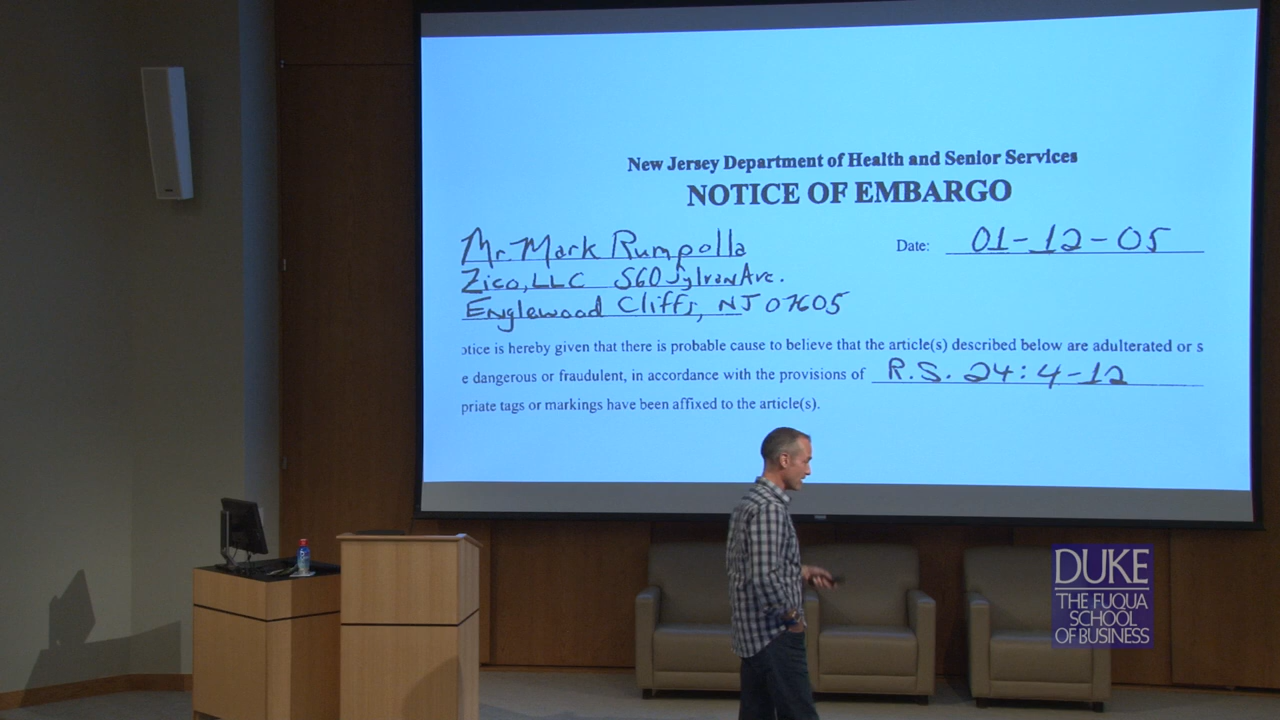 New Jersey Department of Health and Senior Services
NOTICE OF EMBARGO
Mr. Mark Rumpolla
Date: 01-12-05
Zico, LLC 560 Sylvan Ave.
Englewood Cliffs, NJ 07605
otice is hereby given that there is probable cause to believe that the article(s) described below are adulterated or s
e dangerous or fraudulent, in accordance with the provisions of R.S. 24:4-12
priate tags or markings have been affixed to the article(s).
DUKE
THE FUQUA
SCHOOL
OF BUSINESS